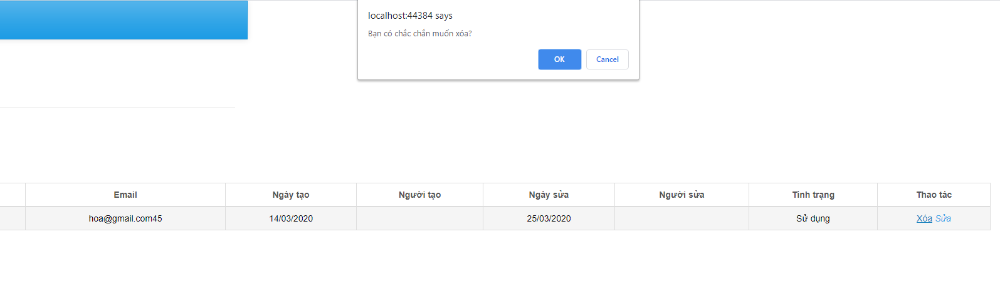 localhost:44384 says
Bạn có chắc chắn muốn xóa?
OK Cancel
Email Ngày tạo Người tạo Ngày sửa Người sửa Tình trạng Thao tác
hoa@gmail.com45 14/03/2020 25/03/2020 Sử dụng Xóa Sửa